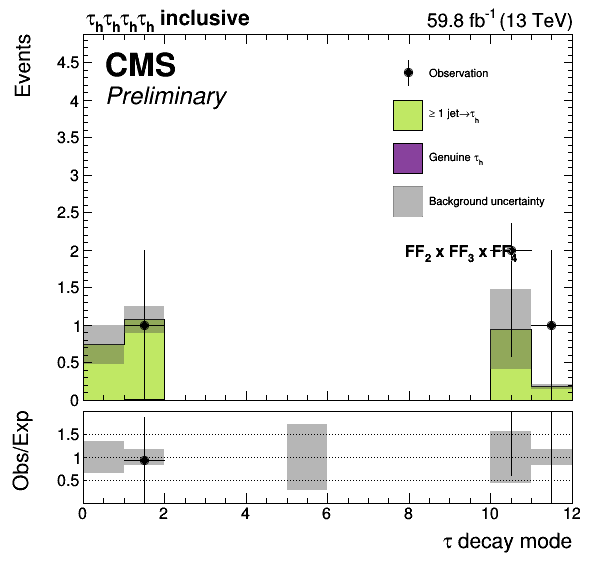 τhτhτhτh inclusive 59.8 fb-1 (13 TeV)
Events
CMS
Preliminary
Observation
≥ 1 jet→τh
Genuine τh
Background uncertainty
FF2 x FF3 x FF4
4.5
4
3.5
3
2.5
2
1.5
1
0.5
0
Obs/Exp
1.5
1
0.5
0 2 4 6 8 10 12
τ decay mode